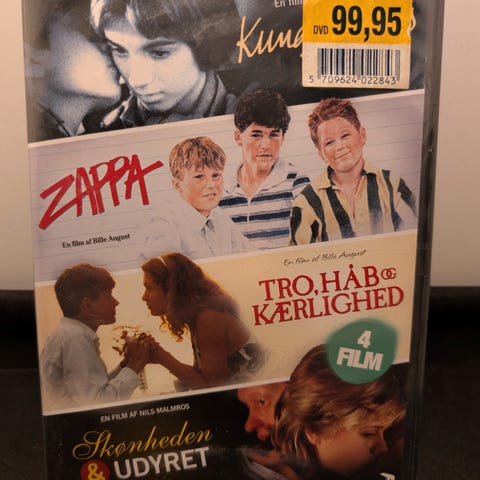 En film
Kung
DVD 99,95
5 709624 022843
ZAPPA
En film af Bille August
En film af Bille August
TRO, HÅB OG
KÆRLIGHED
4
FILM
EN FILM AF NILS MALMROS
Skønheden
& UDYRET